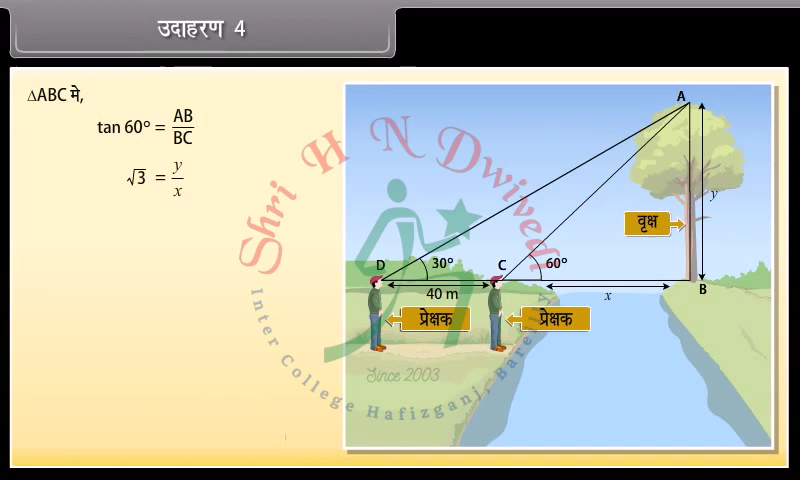 उदाहरण 4
∆ABC मे,
tan 60° = AB/BC
√3 = y/x
A
y
वृक्ष
D
30°
C
60°
B
40 m
x
प्रेक्षक
प्रेक्षक
Shri H N Dwivedi
Inter College Hafizganj, Bareilly
Since 2003